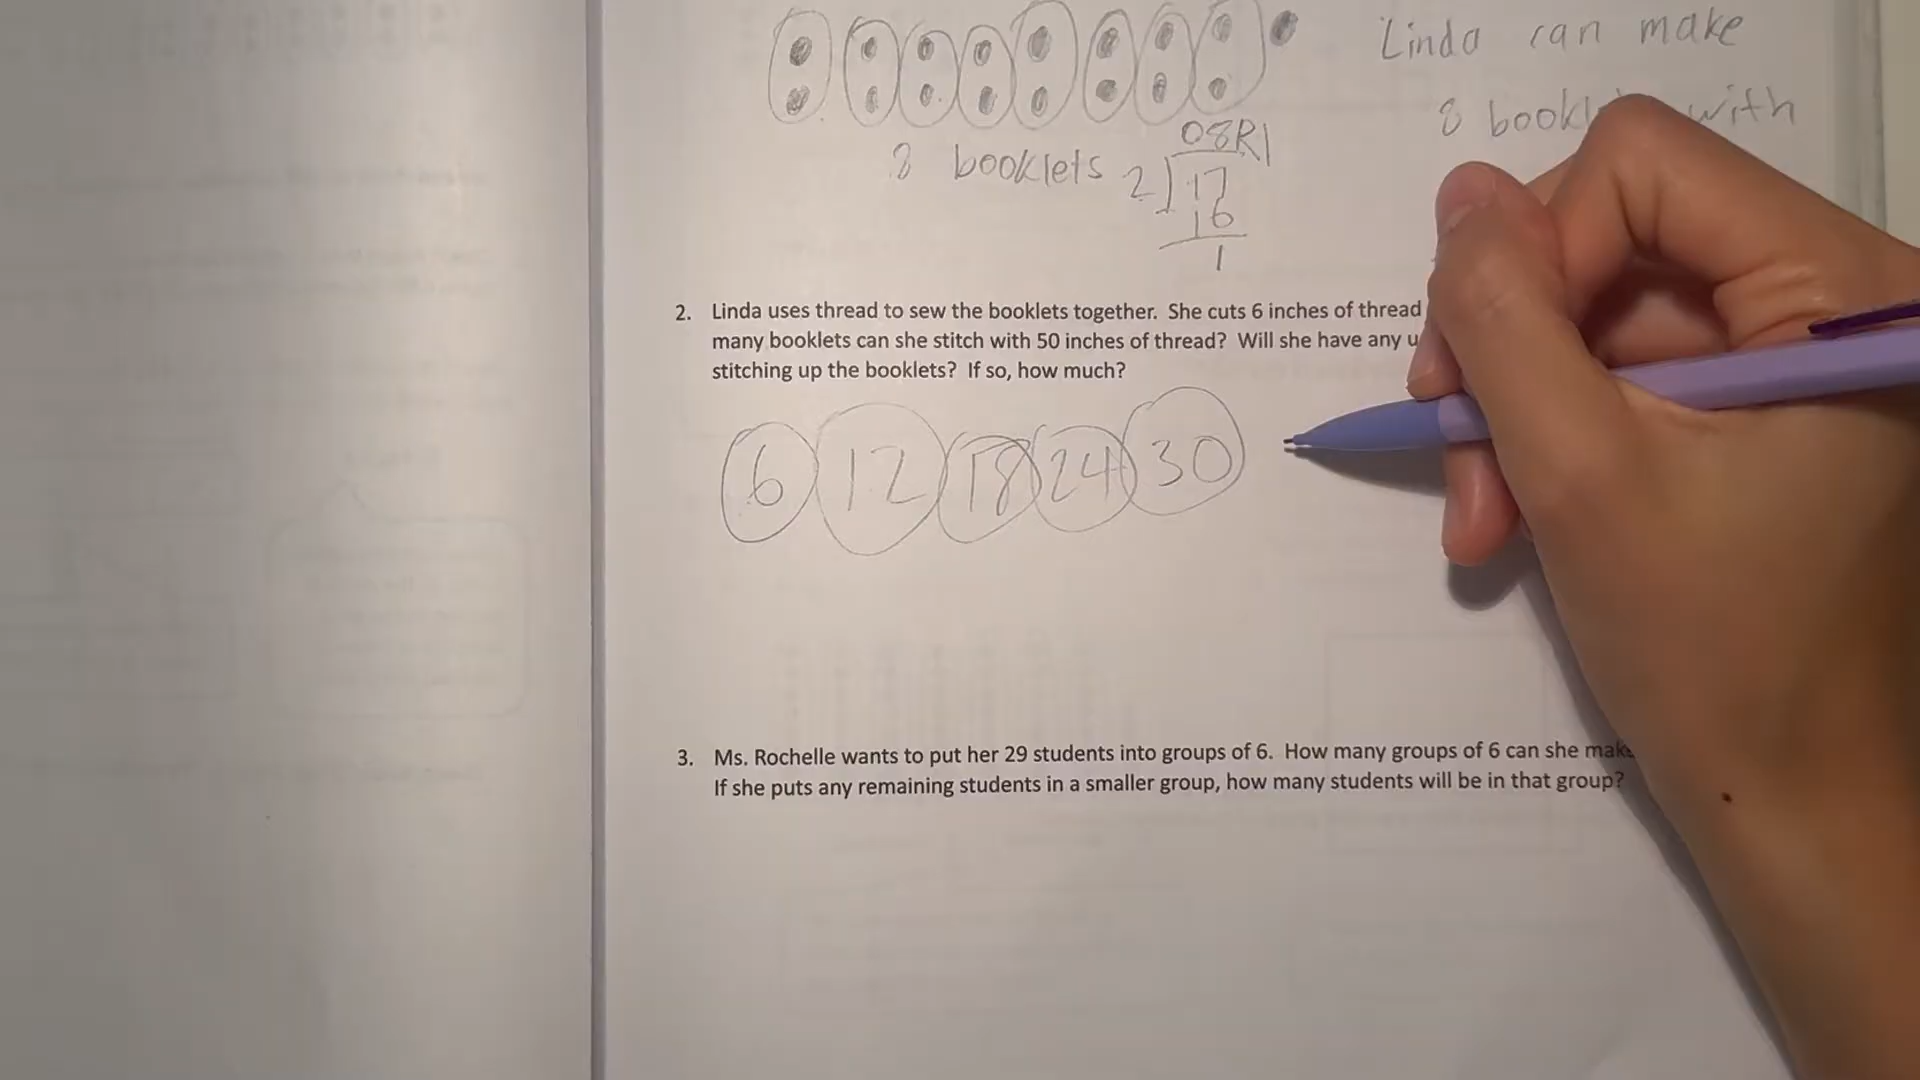 Linda can make
8 with
08R1
8 booklets 2 17
16
1
2. Linda uses thread to sew the booklets together. She cuts 6 inches of thread
many booklets can she stitch with 50 inches of thread? Will she have any
stitching up the booklets? If so, how much?
6 12 18 24 30
3. Ms. Rochelle wants to put her 29 students into groups of 6. How many groups of 6 can she make
If she puts any remaining students in a smaller group, how many students will be in that group?